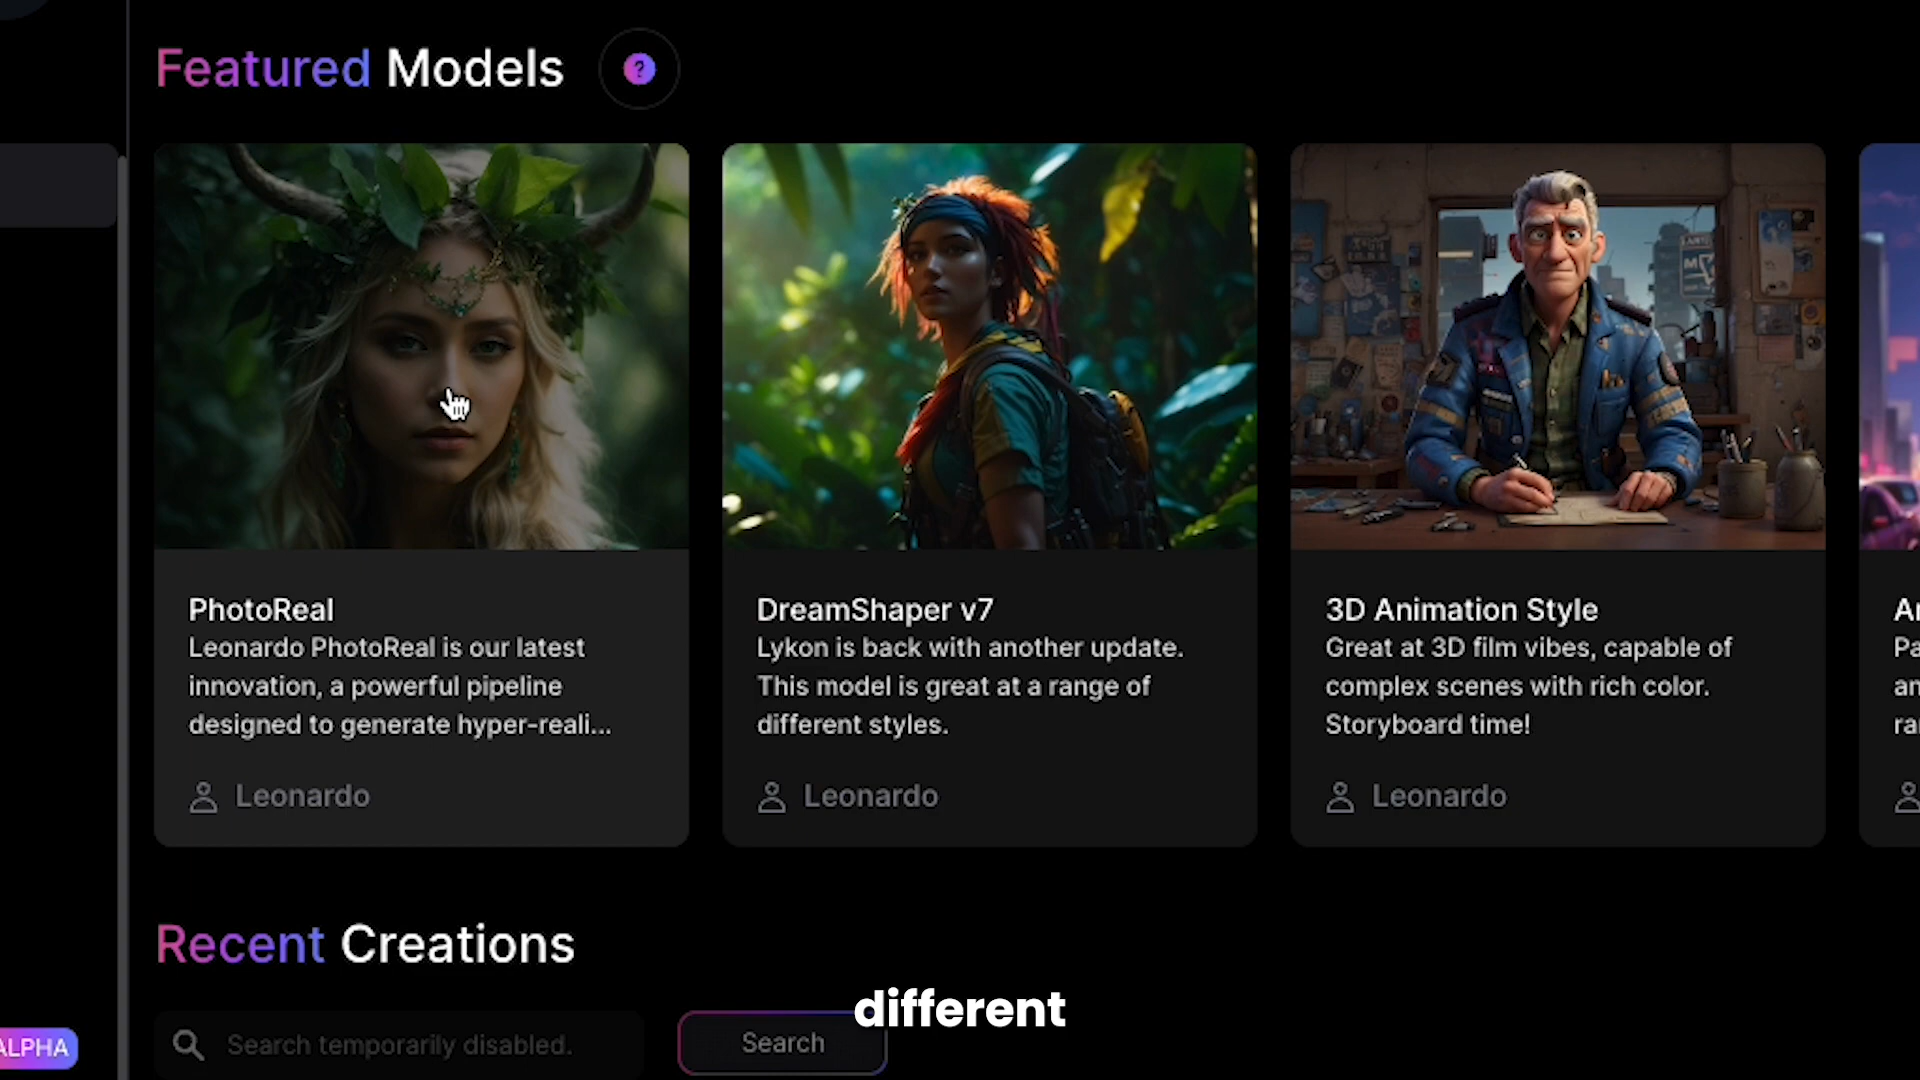 Featured Models
?
PhotoReal
Leonardo PhotoReal is our latest
innovation, a powerful pipeline
designed to generate hyper-reali...
Leonardo
DreamShaper v7
Lykon is back with another update.
This model is great at a range of
different styles.
Leonardo
3D Animation Style
Great at 3D film vibes, capable of
complex scenes with rich color.
Storyboard time!
Leonardo
Recent Creations
different
Search temporarily disabled.
Search
ALPHA